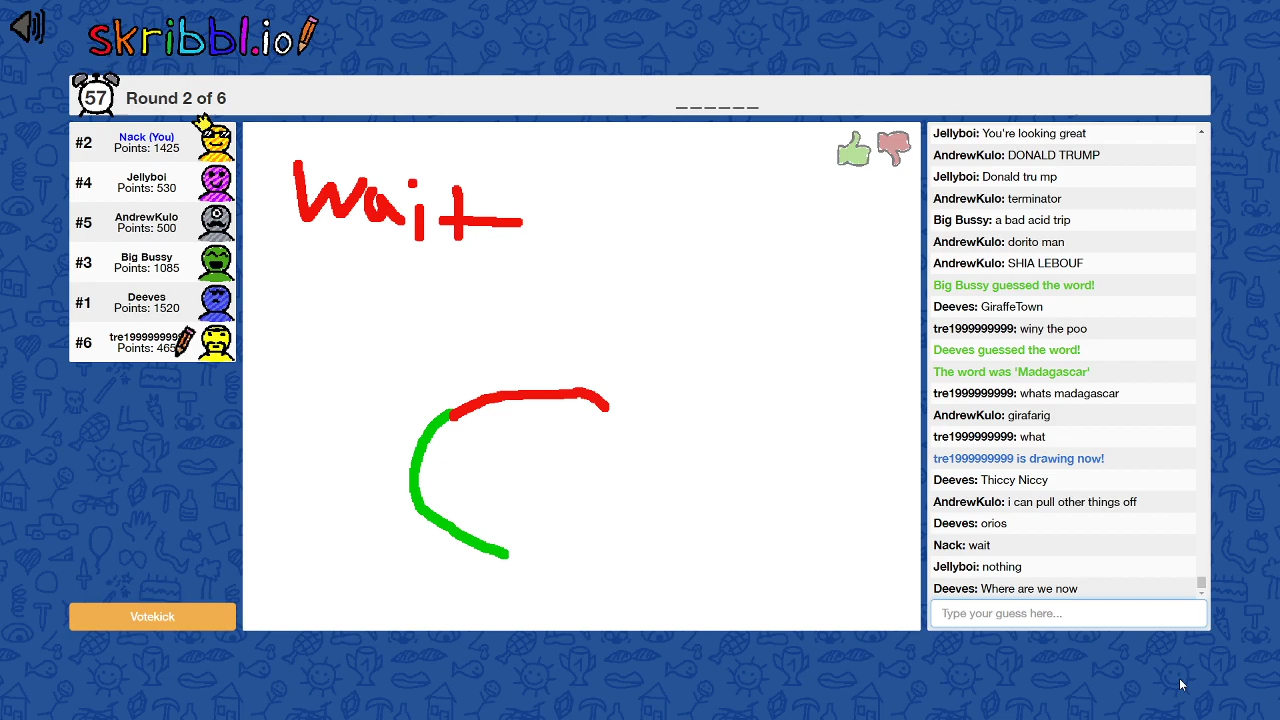 skribbl.io
57 Round 2 of 6 ______
#2 Nack (You)
Points: 1425
#4 Jellyboi
Points: 530
#5 AndrewKulo
Points: 500
#3 Big Bussy
Points: 1085
#1 Deeves
Points: 1520
#6 tre1999999999
Points: 465
Votekick
Wait
Jellyboi: You're looking great
AndrewKulo: DONALD TRUMP
Jellyboi: Donald tru mp
AndrewKulo: terminator
Big Bussy: a bad acid trip
AndrewKulo: dorito man
AndrewKulo: SHIA LEBOUF
Big Bussy guessed the word!
Deeves: GiraffeTown
tre1999999999: winy the poo
Deeves guessed the word!
The word was 'Madagascar'
tre1999999999: whats madagascar
AndrewKulo: girafarig
tre1999999999: what
tre1999999999 is drawing now!
Deeves: Thiccy Niccy
AndrewKulo: i can pull other things off
Deeves: orios
Nack: wait
Jellyboi: nothing
Deeves: Where are we now
Type your guess here...